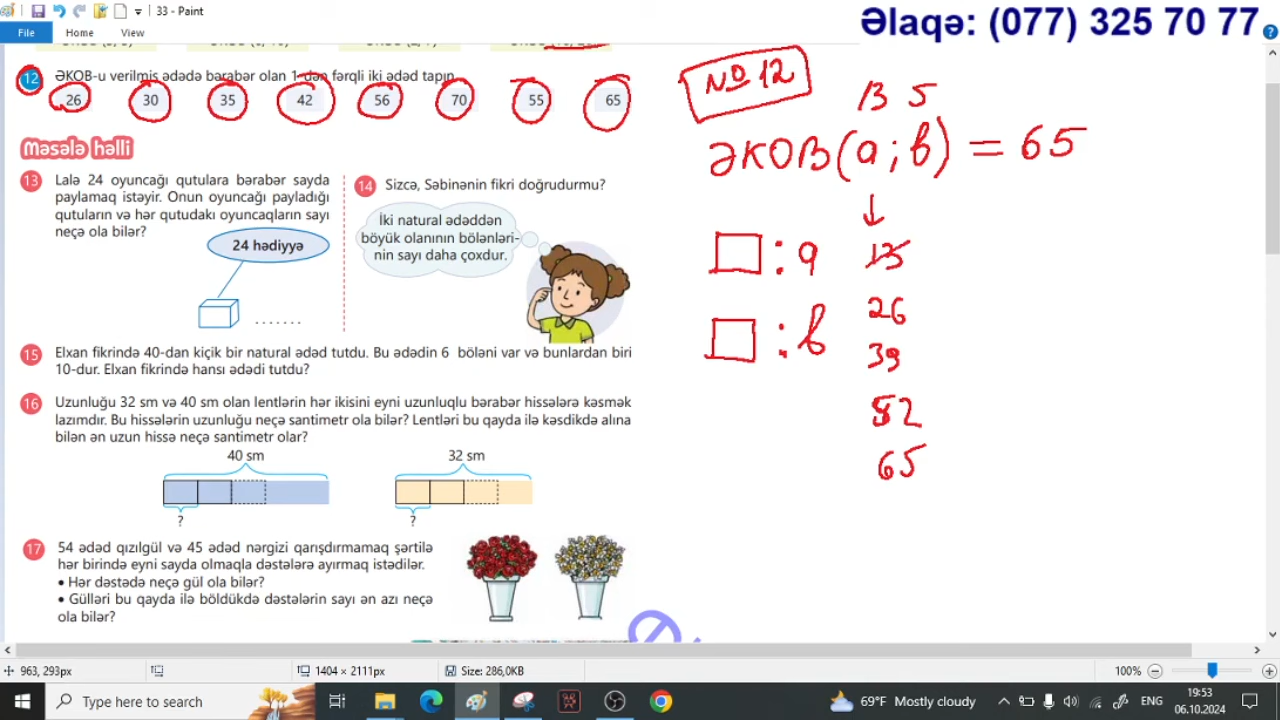 33 - Paint
Əlaqə: (077) 325 70 77
File Home View
12 ƏKOB-u verilmiş ədədə bərabər olan 1-dən fərqli iki ədəd tapın.
26 30 35 42 56 70 55 65
Məsələ həlli
13 Lalə 24 oyuncağı qutulara bərabər sayda
paylamaq istəyir. Onun oyuncağı payladığı
qutuların və hər qutudakı oyuncaqların sayı
neçə ola bilər?
24 hədiyyə
.......
14 Sizcə, Səbinənin fikri doğrudurmu?
İki natural ədəddən
böyük olanının bölənləri-
nin sayı daha çoxdur.
15 Elxan fikrində 40-dan kiçik bir natural ədəd tutdu. Bu ədədin 6 böləni var və bunlardan biri
10-dur. Elxan fikrində hansı ədədi tutdu?
16 Uzunluğu 32 sm və 40 sm olan lentlərin hər ikisini eyni uzunluqlu bərabər hissələrə kəsmək
lazımdır. Bu hissələrin uzunluğu neçə santimetr ola bilər? Lentləri bu qayda ilə kəsdikdə alına
bilən ən uzun hissə neçə santimetr olar?
40 sm 32 sm
? ?
17 54 ədəd qızılgül və 45 ədəd nərgizi qarışdırmamaq şərtilə
hər birində eyni sayda olmaqla dəstələrə ayırmaq istədilər.
• Hər dəstədə neçə gül ola bilər?
• Gülləri bu qayda ilə böldükdə dəstələrin sayı ən azı neçə
ola bilər?
№ 12
13 5
ƏKOB(a; b) = 65
: a
26
: b
39
52
65
963, 293px 1404 × 2111px Size: 286,0KB 100%
Type here to search
69°F Mostly cloudy ENG 19:53
06.10.2024